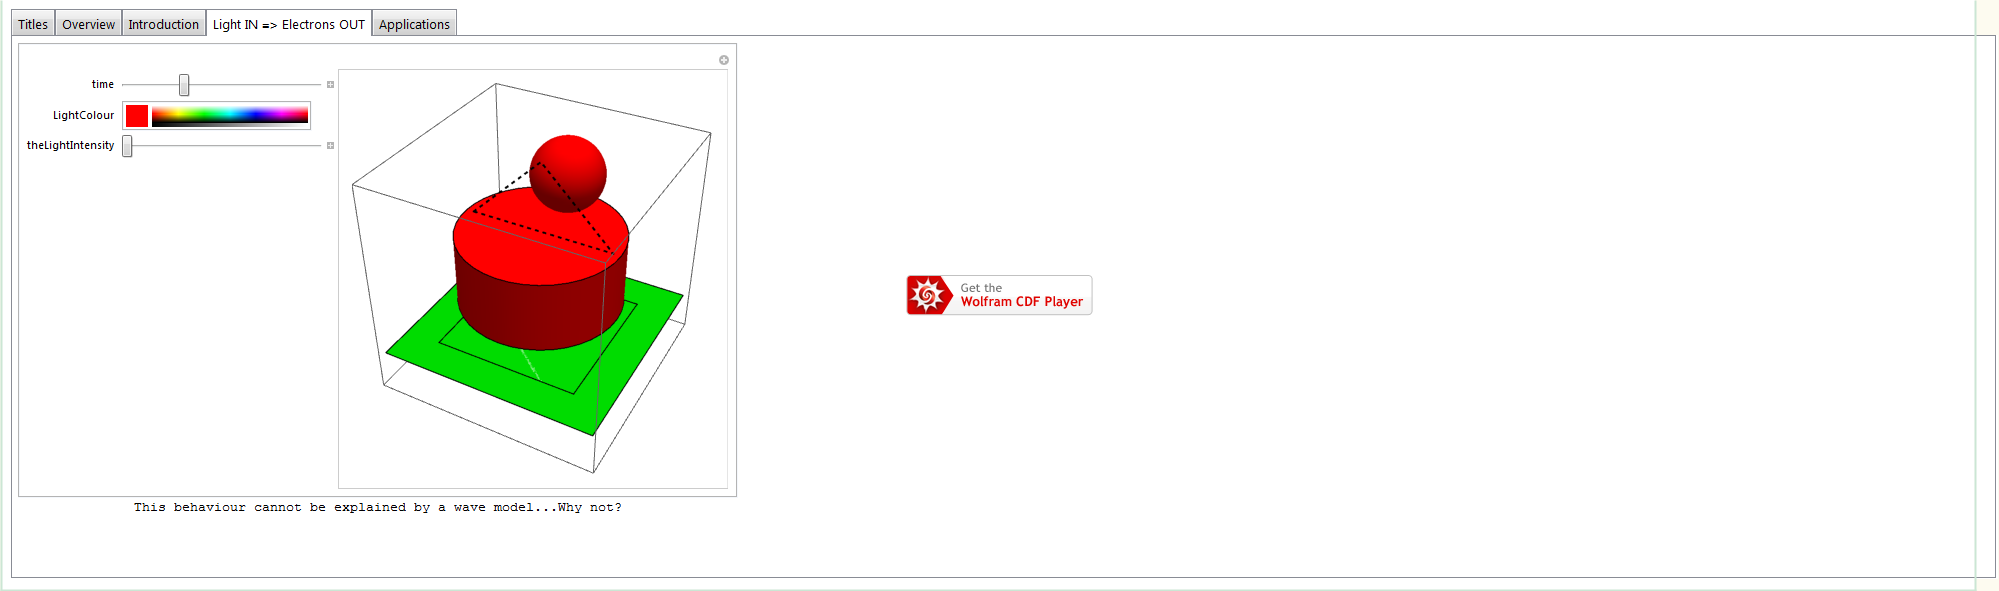 Titles Overview Introduction Light IN => Electrons OUT Applications
time
LightColour
theLightIntensity
Get the
Wolfram CDF Player
This behaviour cannot be explained by a wave model...Why not?